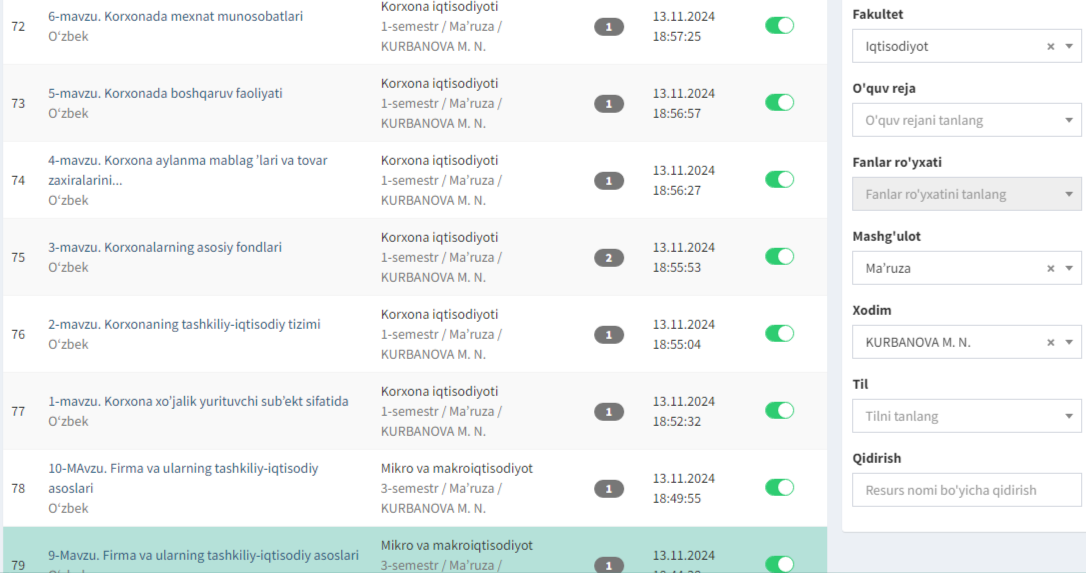 72
6-mavzu. Korxonada mexnat munosobatlari
O‘zbek
Korxona iqtisodiyoti
1-semestr / Ma’ruza /
KURBANOVA M. N.
1
13.11.2024
18:57:25
73
5-mavzu. Korxonada boshqaruv faoliyati
O‘zbek
Korxona iqtisodiyoti
1-semestr / Ma’ruza /
KURBANOVA M. N.
1
13.11.2024
18:56:57
74
4-mavzu. Korxona aylanma mablag ’lari va tovar
zaxiralarini...
O‘zbek
Korxona iqtisodiyoti
1-semestr / Ma’ruza /
KURBANOVA M. N.
1
13.11.2024
18:56:27
75
3-mavzu. Korxonalarning asosiy fondlari
O‘zbek
Korxona iqtisodiyoti
1-semestr / Ma’ruza /
KURBANOVA M. N.
2
13.11.2024
18:55:53
76
2-mavzu. Korxonaning tashkiliy-iqtisodiy tizimi
O‘zbek
Korxona iqtisodiyoti
1-semestr / Ma’ruza /
KURBANOVA M. N.
1
13.11.2024
18:55:04
77
1-mavzu. Korxona xo’jalik yurituvchi sub’ekt sifatida
O‘zbek
Korxona iqtisodiyoti
1-semestr / Ma’ruza /
KURBANOVA M. N.
1
13.11.2024
18:52:32
78
10-MAvzu. Firma va ularning tashkiliy-iqtisodiy
asoslari
O‘zbek
Mikro va makroiqtisodiyot
3-semestr / Ma’ruza /
KURBANOVA M. N.
1
13.11.2024
18:49:55
79
9-Mavzu. Firma va ularning tashkiliy-iqtisodiy asoslari
Mikro va makroiqtisodiyot
3-semestr / Ma’ruza /
1
13.11.2024
Fakultet
Iqtisodiyot
O'quv reja
O'quv rejani tanlang
Fanlar ro'yxati
Fanlar ro'yxatini tanlang
Mashg'ulot
Ma’ruza
Xodim
KURBANOVA M. N.
Til
Tilni tanlang
Qidirish
Resurs nomi bo'yicha qidirish